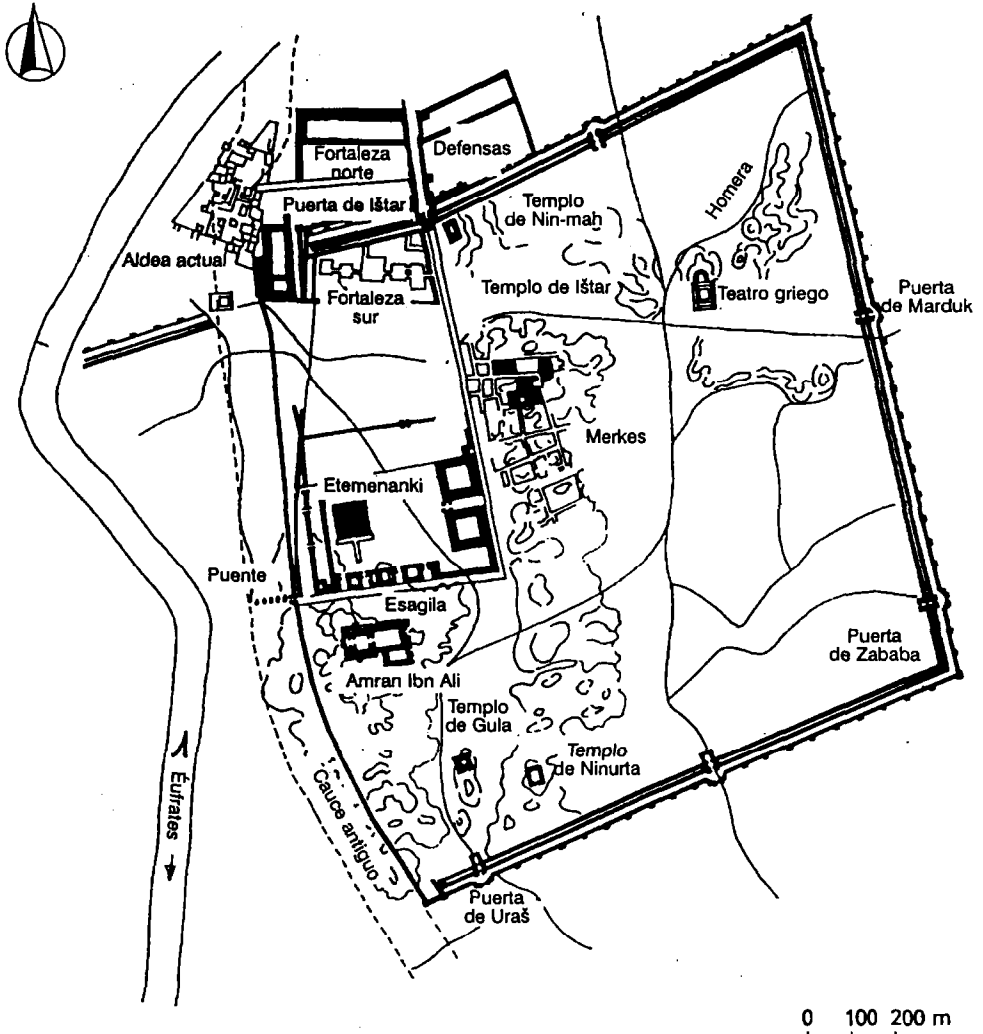 Fortaleza
norte
Defensas
Puerta de Ištar
Templo
de Nin-mah
Homera
Aldea actual
Fortaleza
sur
Templo de Ištar
Teatro griego
Puerta
de Marduk
Merkes
Etemenanki
Puente
Esagila
Amran Ibn Ali
Puerta
de Zababa
Templo
de Gula
Templo
de Ninurta
Éufrates
Cauce antiguo
Puerta
de Uraš
0 100 200 m